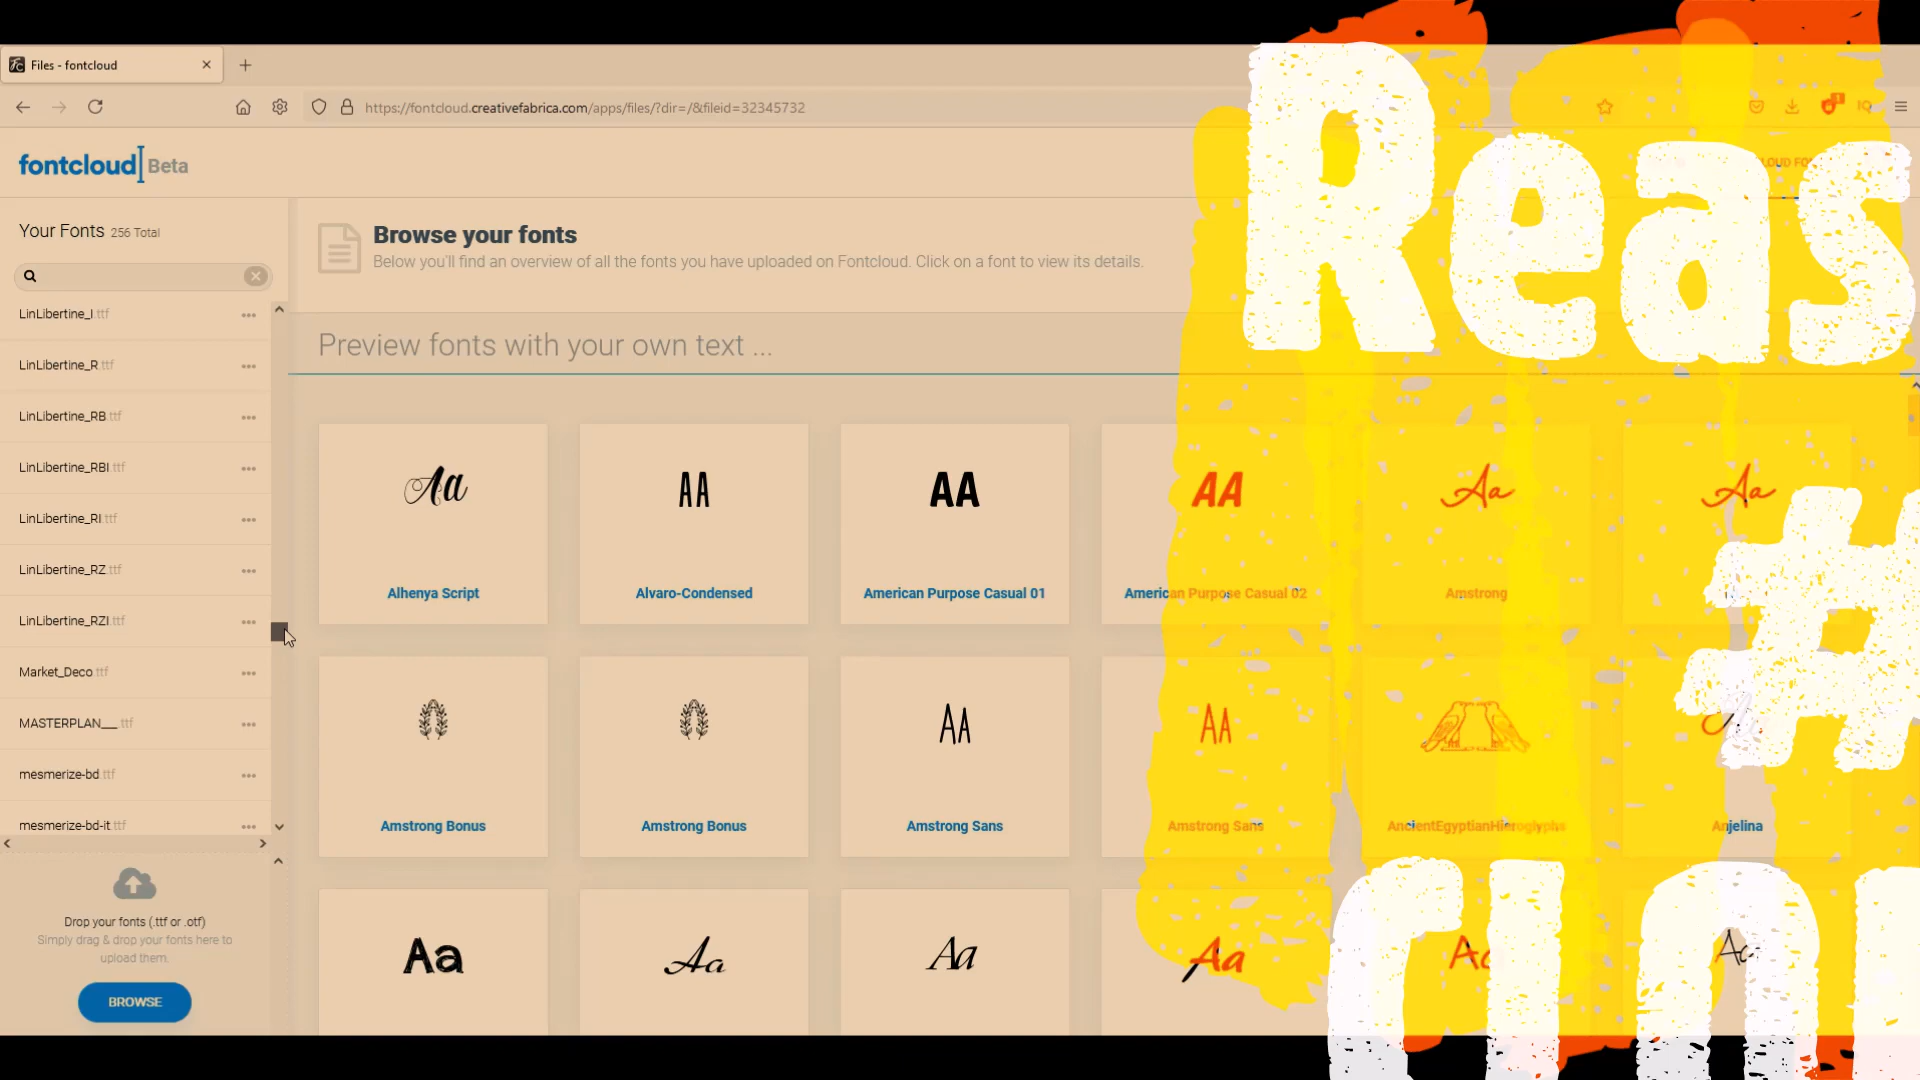 Files - fontcloud
https://fontcloud.creativefabrica.com/apps/files/?dir=/&fileid=32345732
fontcloud Beta
Your Fonts 256 Total
LinLibertine_I.ttf
LinLibertine_R.ttf
LinLibertine_RB.ttf
LinLibertine_RBI.ttf
LinLibertine_RI.ttf
LinLibertine_RZ.ttf
LinLibertine_RZI.ttf
Market_Deco.ttf
MASTERPLAN___.ttf
mesmerize-bd.ttf
mesmerize-bd-it.ttf
Drop your fonts (.ttf or .otf)
Simply drag & drop your fonts here to
upload them.
BROWSE
Browse your fonts
Below you'll find an overview of all the fonts you have uploaded on Fontcloud. Click on a font to view its details.
Preview fonts with your own text ...
Aa AA AA AA Aa Aa
Alhenya Script Alvaro-Condensed American Purpose Casual 01 American Purpose Casual 02 Amstrong
AA AA
Amstrong Bonus Amstrong Bonus Amstrong Sans Amstrong Sans AncientEgyptianHieroglyphs Anjelina
Aa Aa Aa Aa
Reas
#